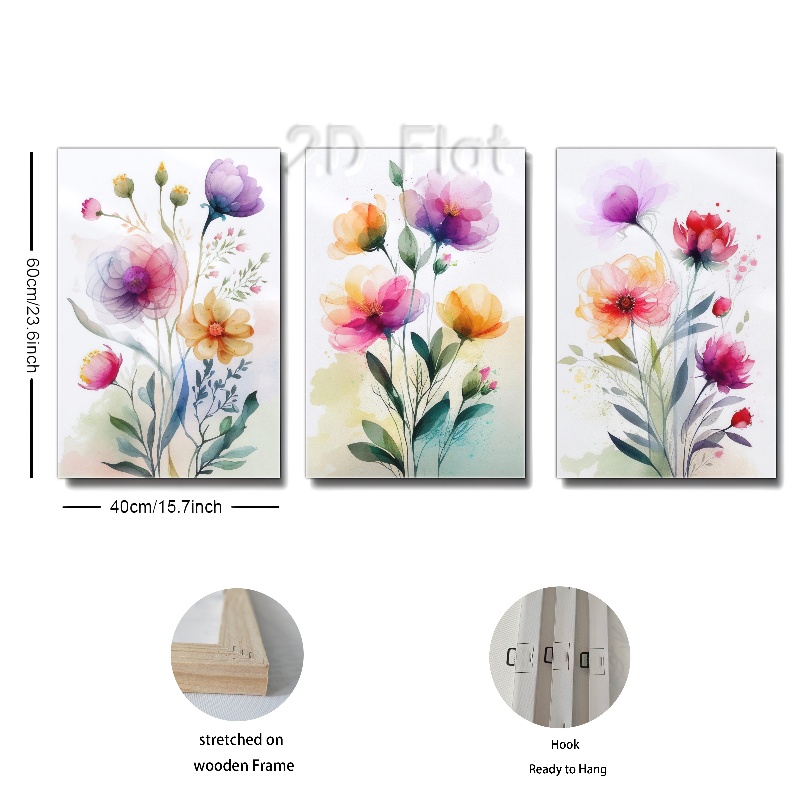 2D Flat
60cm/23.6inch
40cm/15.7inch
stretched on
wooden Frame
Hook
Ready to Hang